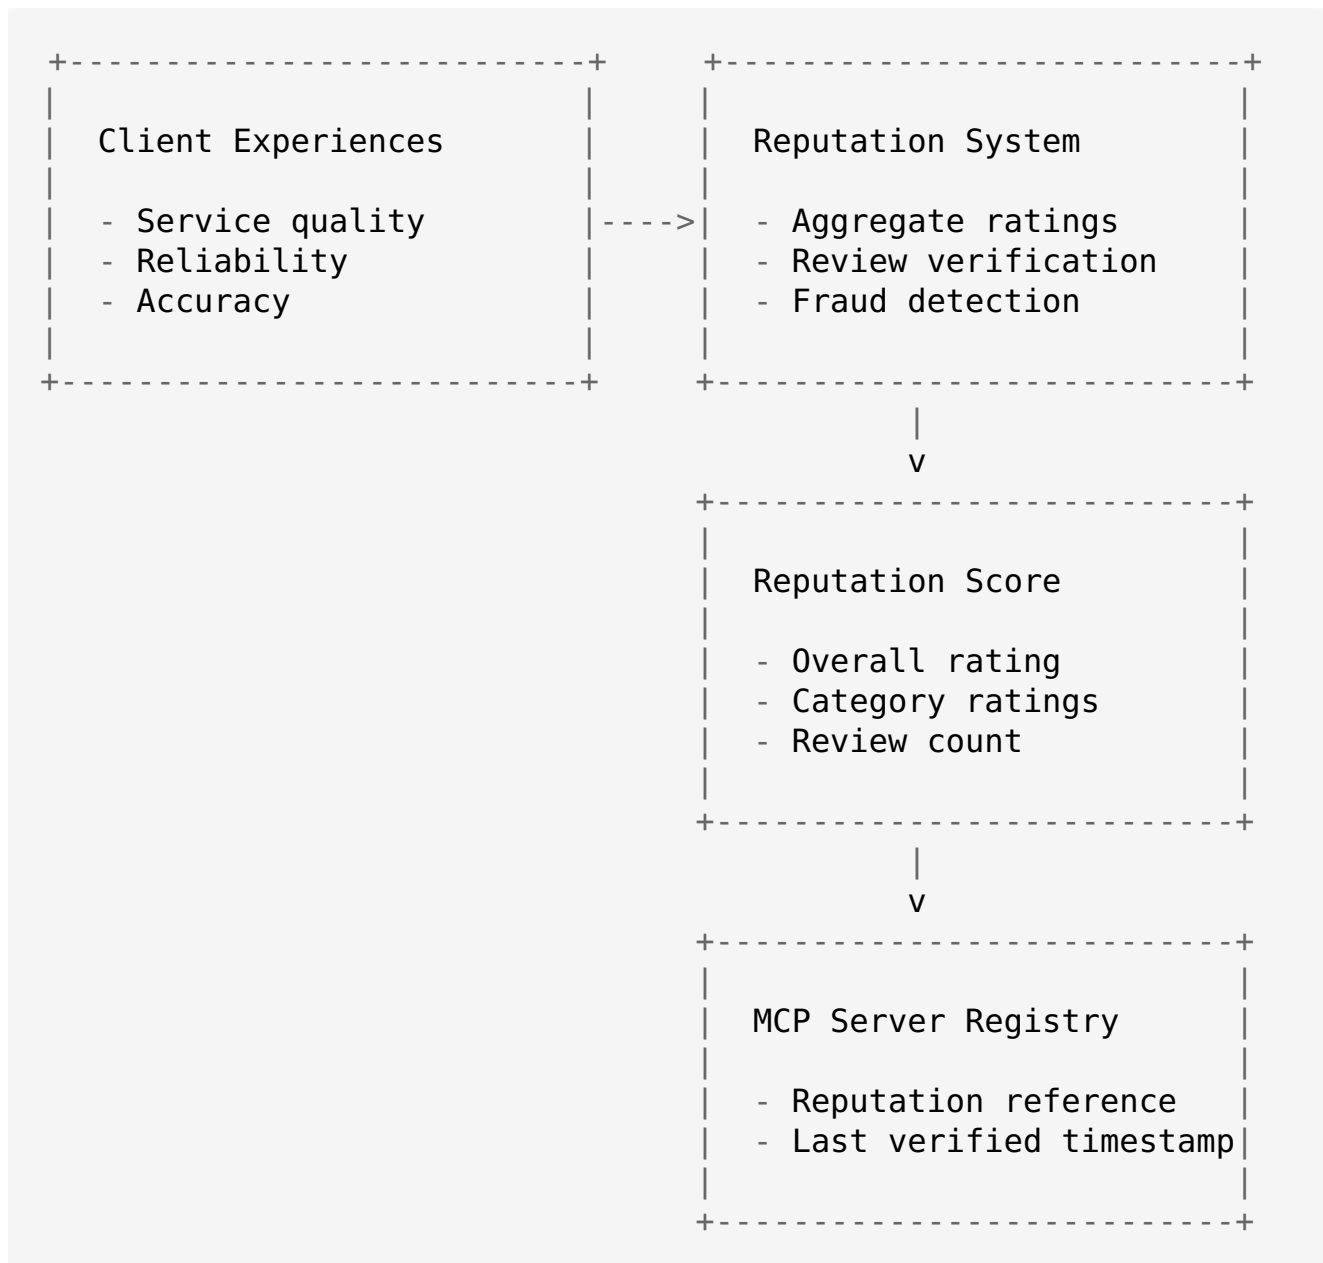 +---------------------------+     +---------------------------+
|                           |     |                           |
|  Client Experiences       |     |  Reputation System        |
|                           |     |                           |
|  - Service quality        |---->|  - Aggregate ratings      |
|  - Reliability            |     |  - Review verification    |
|  - Accuracy               |     |  - Fraud detection        |
|                           |     |                           |
+---------------------------+     +---------------------------+
                                             |
                                             v
                                  +---------------------------+
                                  |                           |
                                  |  Reputation Score         |
                                  |                           |
                                  |  - Overall rating         |
                                  |  - Category ratings       |
                                  |  - Review count           |
                                  |                           |
                                  +---------------------------+
                                             |
                                             v
                                  +---------------------------+
                                  |                           |
                                  |  MCP Server Registry      |
                                  |                           |
                                  |  - Reputation reference   |
                                  |  - Last verified timestamp|
                                  |                           |
                                  +---------------------------+